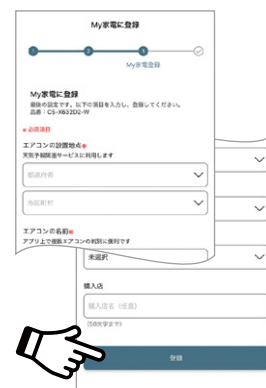 My家電に登録
My家電登録
My家電に登録
最後の設定です。以下の項目を入力し、登録してください。
品番：CS-X632D2-W
● 必須項目
エアコンの設置地点●
天気予報関連サービスに利用します
都道府県
市区町村
エアコンの名前●
アプリ上で複数エアコンの判別に便利です
未選択
購入店
購入店名（任意）
(50文字まで)
登録